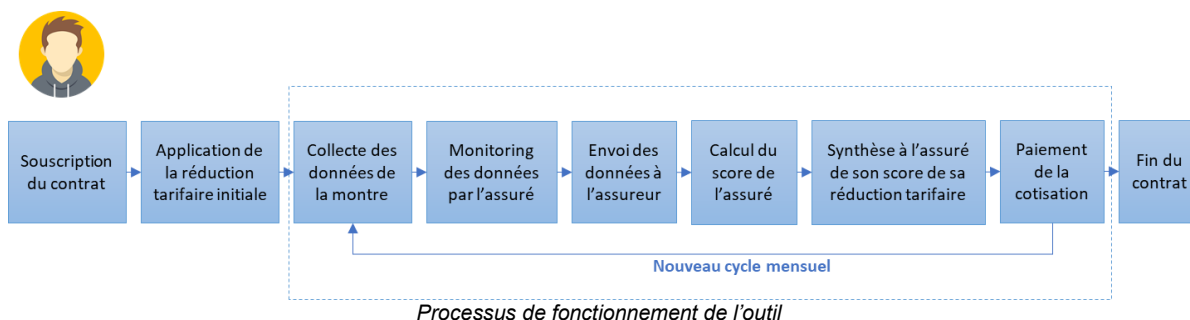 Souscription
du contrat
Application de
la réduction
tarifaire initiale
Collecte des
données de
la montre
Monitoring
des données
par l'assuré
Envoi des
données à
l'assureur
Calcul du
score de
l'assuré
Synthèse à l'assuré
de son score de sa
réduction tarifaire
Paiement
de la
cotisation
Fin du
contrat
Nouveau cycle mensuel
Processus de fonctionnement de l'outil